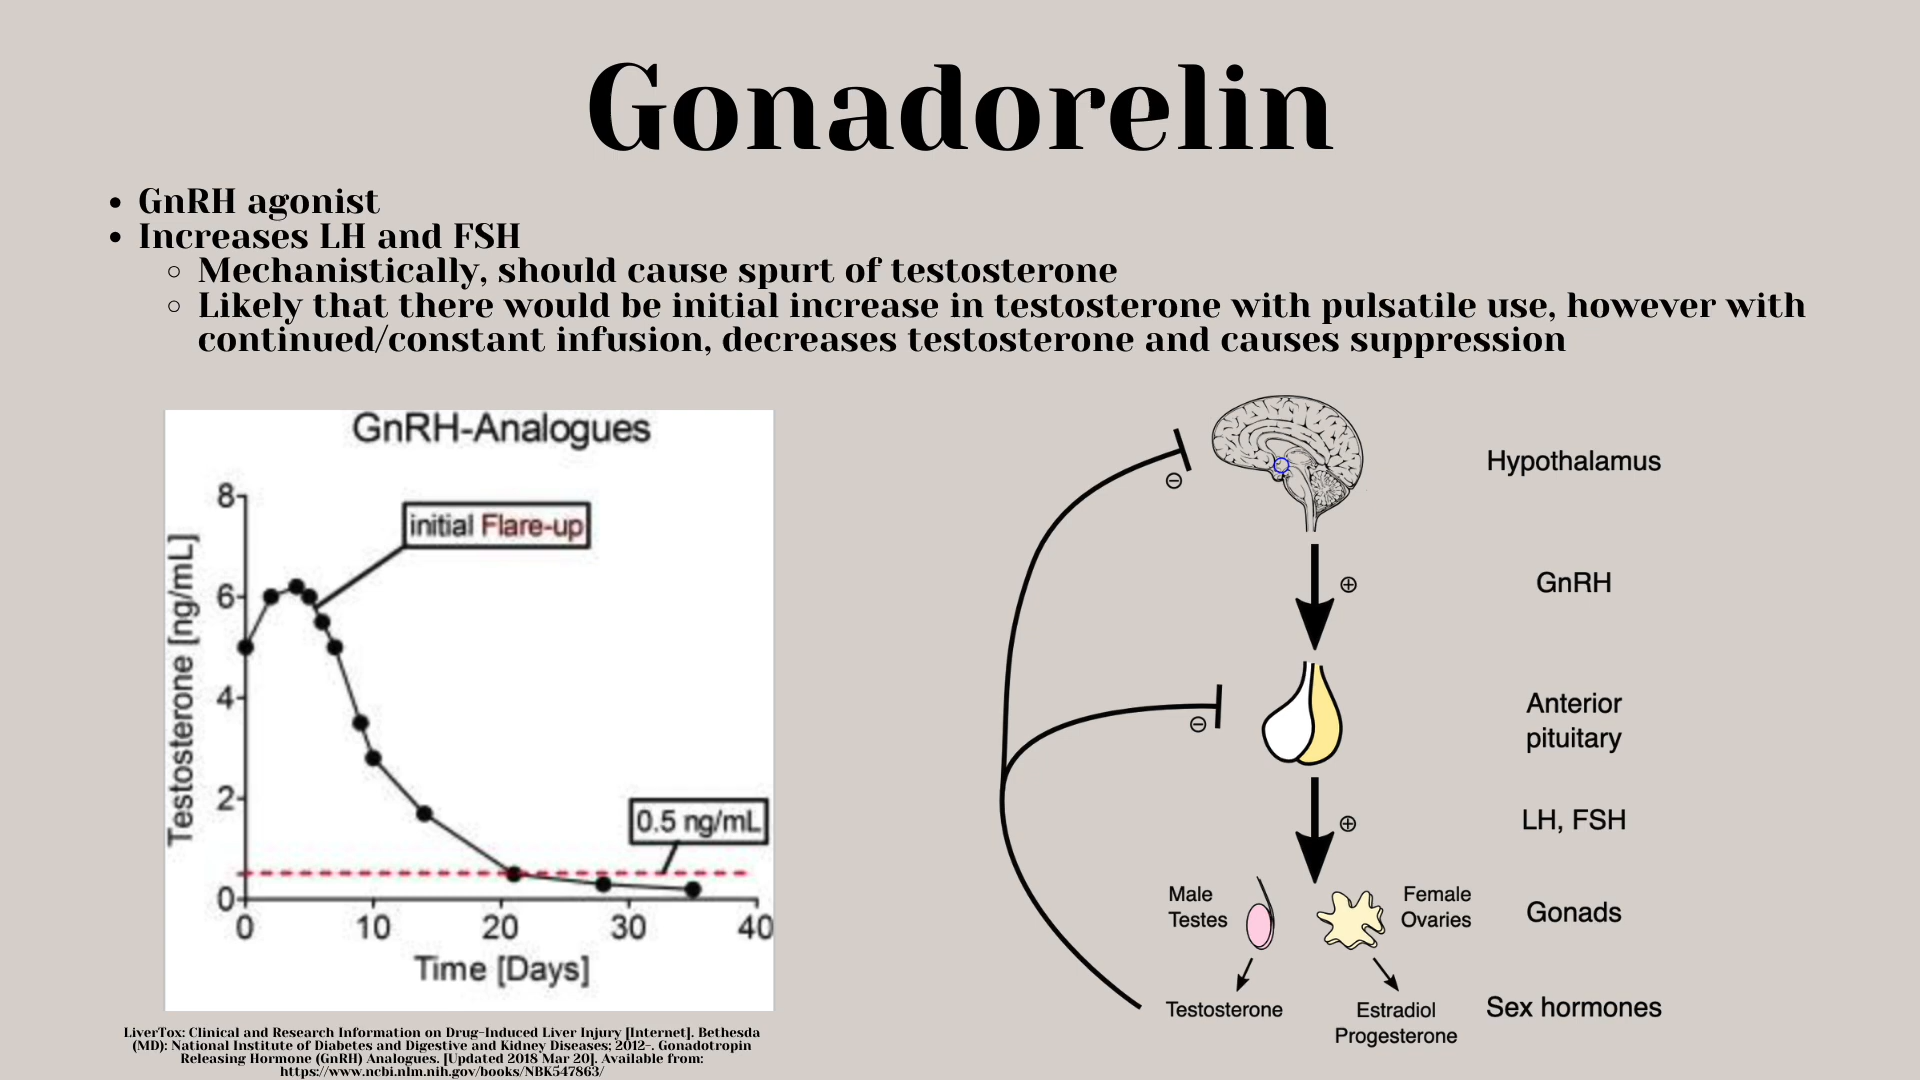 Gonadorelin
• GnRH agonist
• Increases LH and FSH
○ Mechanistically, should cause spurt of testosterone
○ Likely that there would be initial increase in testosterone with pulsatile use, however with
continued/constant infusion, decreases testosterone and causes suppression
GnRH-Analogues
initial Flare-up
0.5 ng/mL
Testosterone [ng/mL]
8
6
4
2
0
0 10 20 30 40
Time [Days]
LiverTox: Clinical and Research Information on Drug-Induced Liver Injury [Internet]. Bethesda
(MD): National Institute of Diabetes and Digestive and Kidney Diseases; 2012-. Gonadotropin
Releasing Hormone (GnRH) Analogues. [Updated 2018 Mar 20]. Available from:
https://www.ncbi.nlm.nih.gov/books/NBK547863/
Hypothalamus
⊖
GnRH
⊕
Anterior
pituitary
⊖
LH, FSH
⊕
Male
Testes
Female
Ovaries
Gonads
Testosterone
Estradiol
Progesterone
Sex hormones